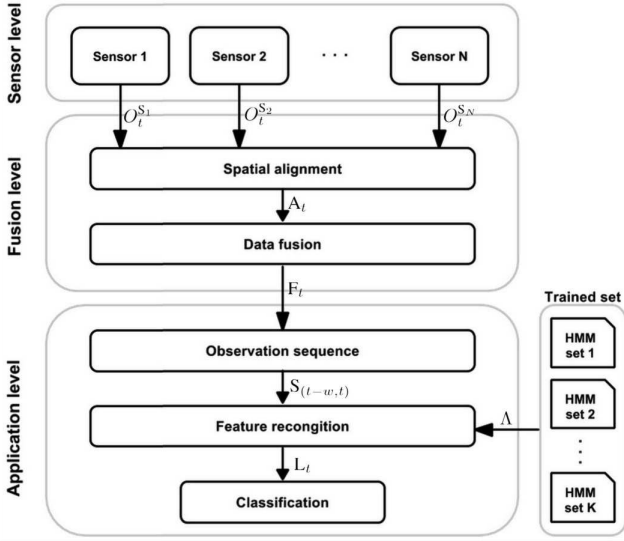 Sensor level
Sensor 1
Sensor 2
. . .
Sensor N
O_t^{S_1}
O_t^{S_2}
O_t^{S_N}
Fusion level
Spatial alignment
A_t
Data fusion
F_t
Application level
Observation sequence
S_{(t-w,t)}
Feature recongition
Λ
L_t
Classification
Trained set
HMM
set 1
HMM
set 2
. . .
HMM
set K